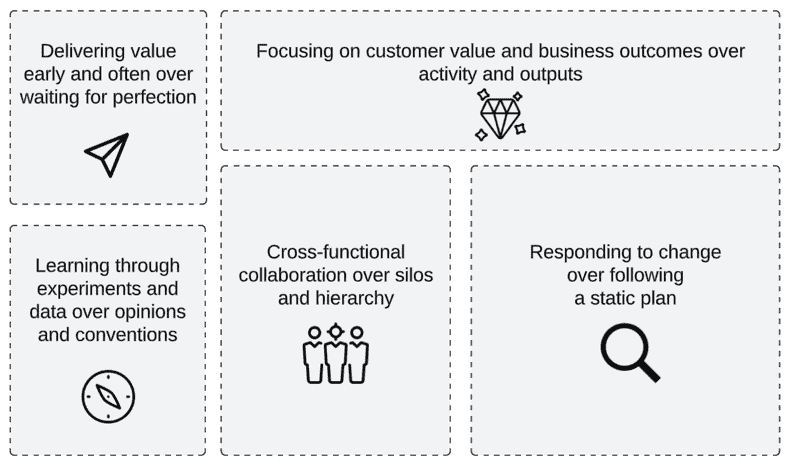 Delivering value
early and often over
waiting for perfection
Focusing on customer value and business outcomes over
activity and outputs
Learning through
experiments and
data over opinions
and conventions
Cross-functional
collaboration over silos
and hierarchy
Responding to change
over following
a static plan